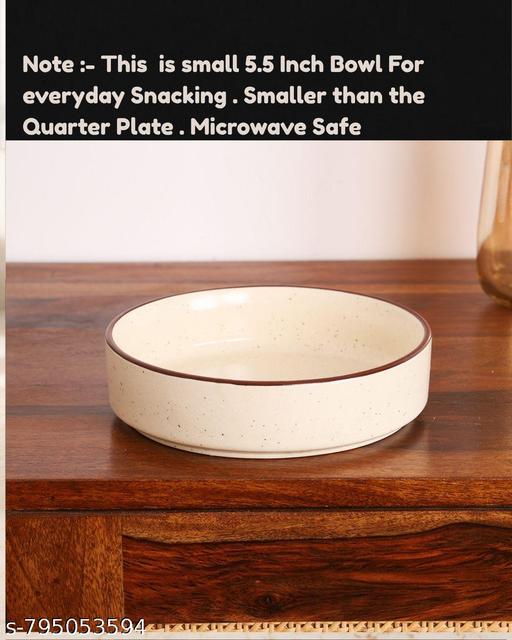 Note :- This is small 5.5 Inch Bowl For
everyday Snacking . Smaller than the
Quarter Plate . Microwave Safe
s-795053594